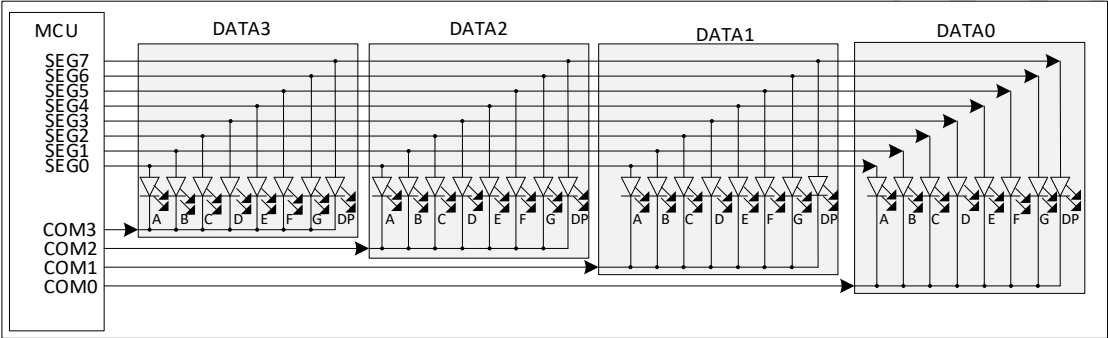 MCU DATA3 DATA2 DATA1 DATA0
SEG7
SEG6
SEG5
SEG4
SEG3
SEG2
SEG1
SEG0
A B C D E F G DP A B C D E F G DP A B C D E F G DP A B C D E F G DP
COM3
COM2
COM1
COM0